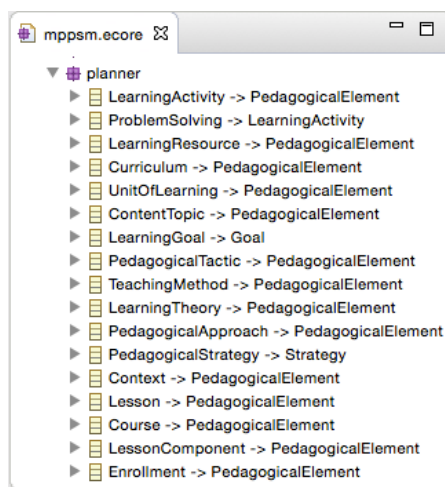 mppsm.ecore
planner
LearningActivity -> PedagogicalElement
ProblemSolving -> LearningActivity
LearningResource -> PedagogicalElement
Curriculum -> PedagogicalElement
UnitOfLearning -> PedagogicalElement
ContentTopic -> PedagogicalElement
LearningGoal -> Goal
PedagogicalTactic -> PedagogicalElement
TeachingMethod -> PedagogicalElement
LearningTheory -> PedagogicalElement
PedagogicalApproach -> PedagogicalElement
PedagogicalStrategy -> Strategy
Context -> PedagogicalElement
Lesson -> PedagogicalElement
Course -> PedagogicalElement
LessonComponent -> PedagogicalElement
Enrollment -> PedagogicalElement